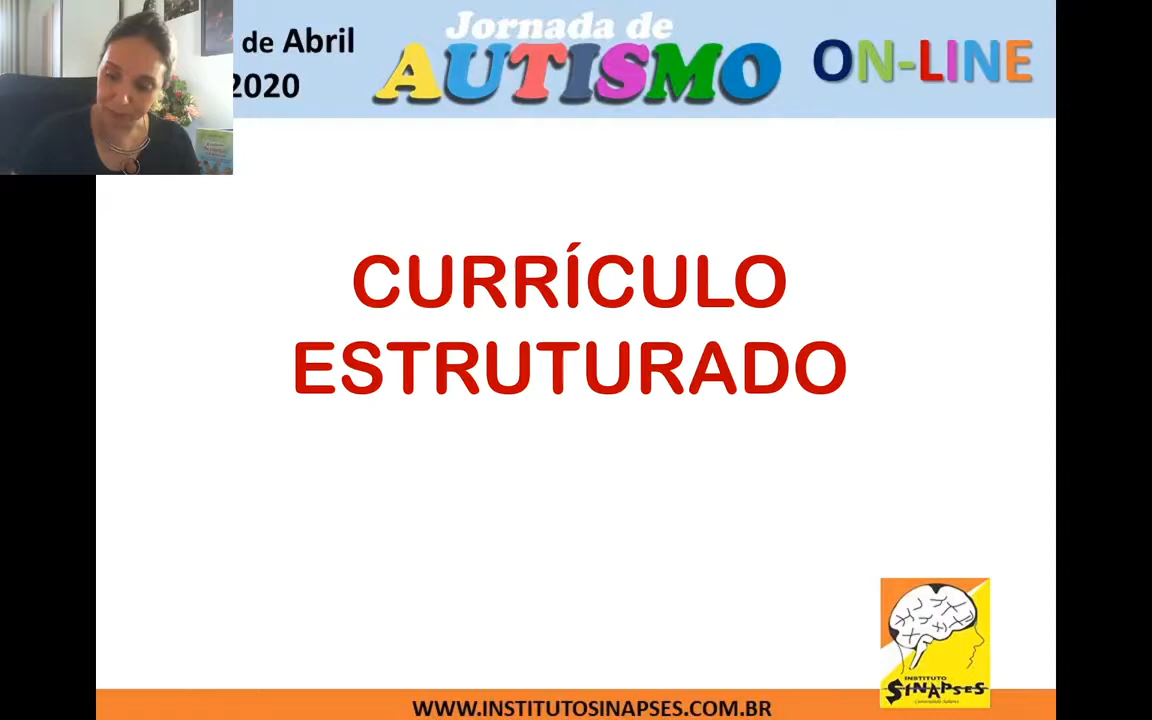 de Abril
2020
Jornada de
AUTISMO
ON-LINE
CURRÍCULO
ESTRUTURADO
INSTITUTO
SINAPSES
WWW.INSTITUTOSINAPSES.COM.BR